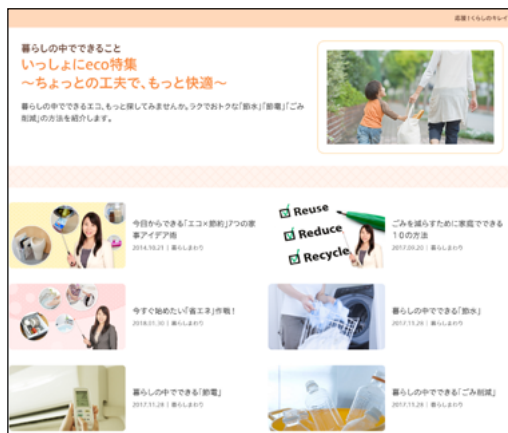 応援！くらしのキレイ
暮らしの中でできること
いっしょにeco特集
～ちょっとの工夫で、もっと快適～
暮らしの中でできるエコ、もっと探してみませんか。ラクでおトクな「節水」「節電」「ごみ
削減」の方法を紹介します。
今日からできる「エコ×節約」7つの家
事アイデア術
2014.10.21 | 暮らしまわり
Reuse
Reduce
Recycle
ごみを減らすために家庭でできる
１０の方法
2017.03.20 | 暮らしまわり
今すぐ始めたい「省エネ」作戦！
2018.01.30 | 暮らしまわり
暮らしの中でできる「節水」
2017.11.29 | 暮らしまわり
暮らしの中でできる「節電」
2017.11.28 | 暮らしまわり
暮らしの中でできる「ごみ削減」
2017.11.29 | 暮らしまわり